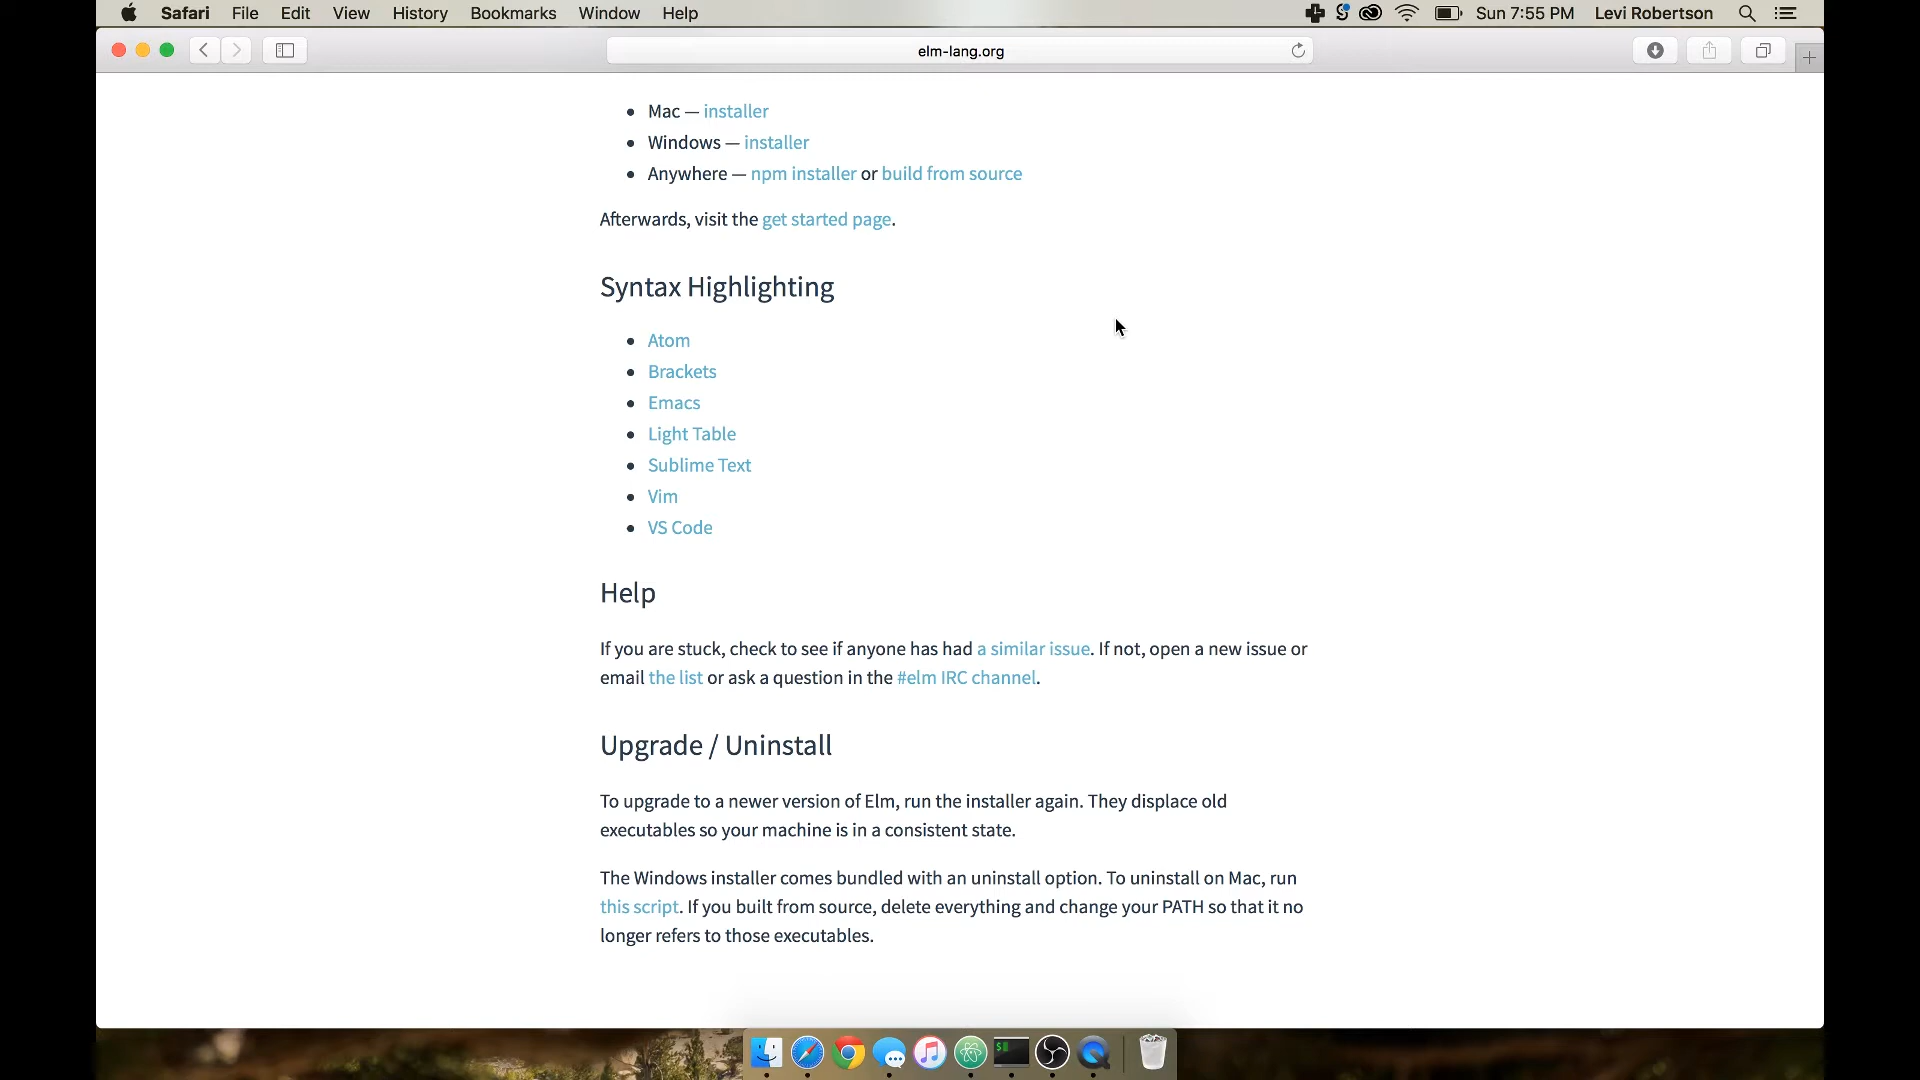 Safari File Edit View History Bookmarks Window Help Sun 7:55 PM Levi Robertson
elm-lang.org
Mac — installer
Windows — installer
Anywhere — npm installer or build from source
Afterwards, visit the get started page.
Syntax Highlighting
Atom
Brackets
Emacs
Light Table
Sublime Text
Vim
VS Code
Help
If you are stuck, check to see if anyone has had a similar issue. If not, open a new issue or
email the list or ask a question in the #elm IRC channel.
Upgrade / Uninstall
To upgrade to a newer version of Elm, run the installer again. They displace old
executables so your machine is in a consistent state.
The Windows installer comes bundled with an uninstall option. To uninstall on Mac, run
this script. If you built from source, delete everything and change your PATH so that it no
longer refers to those executables.